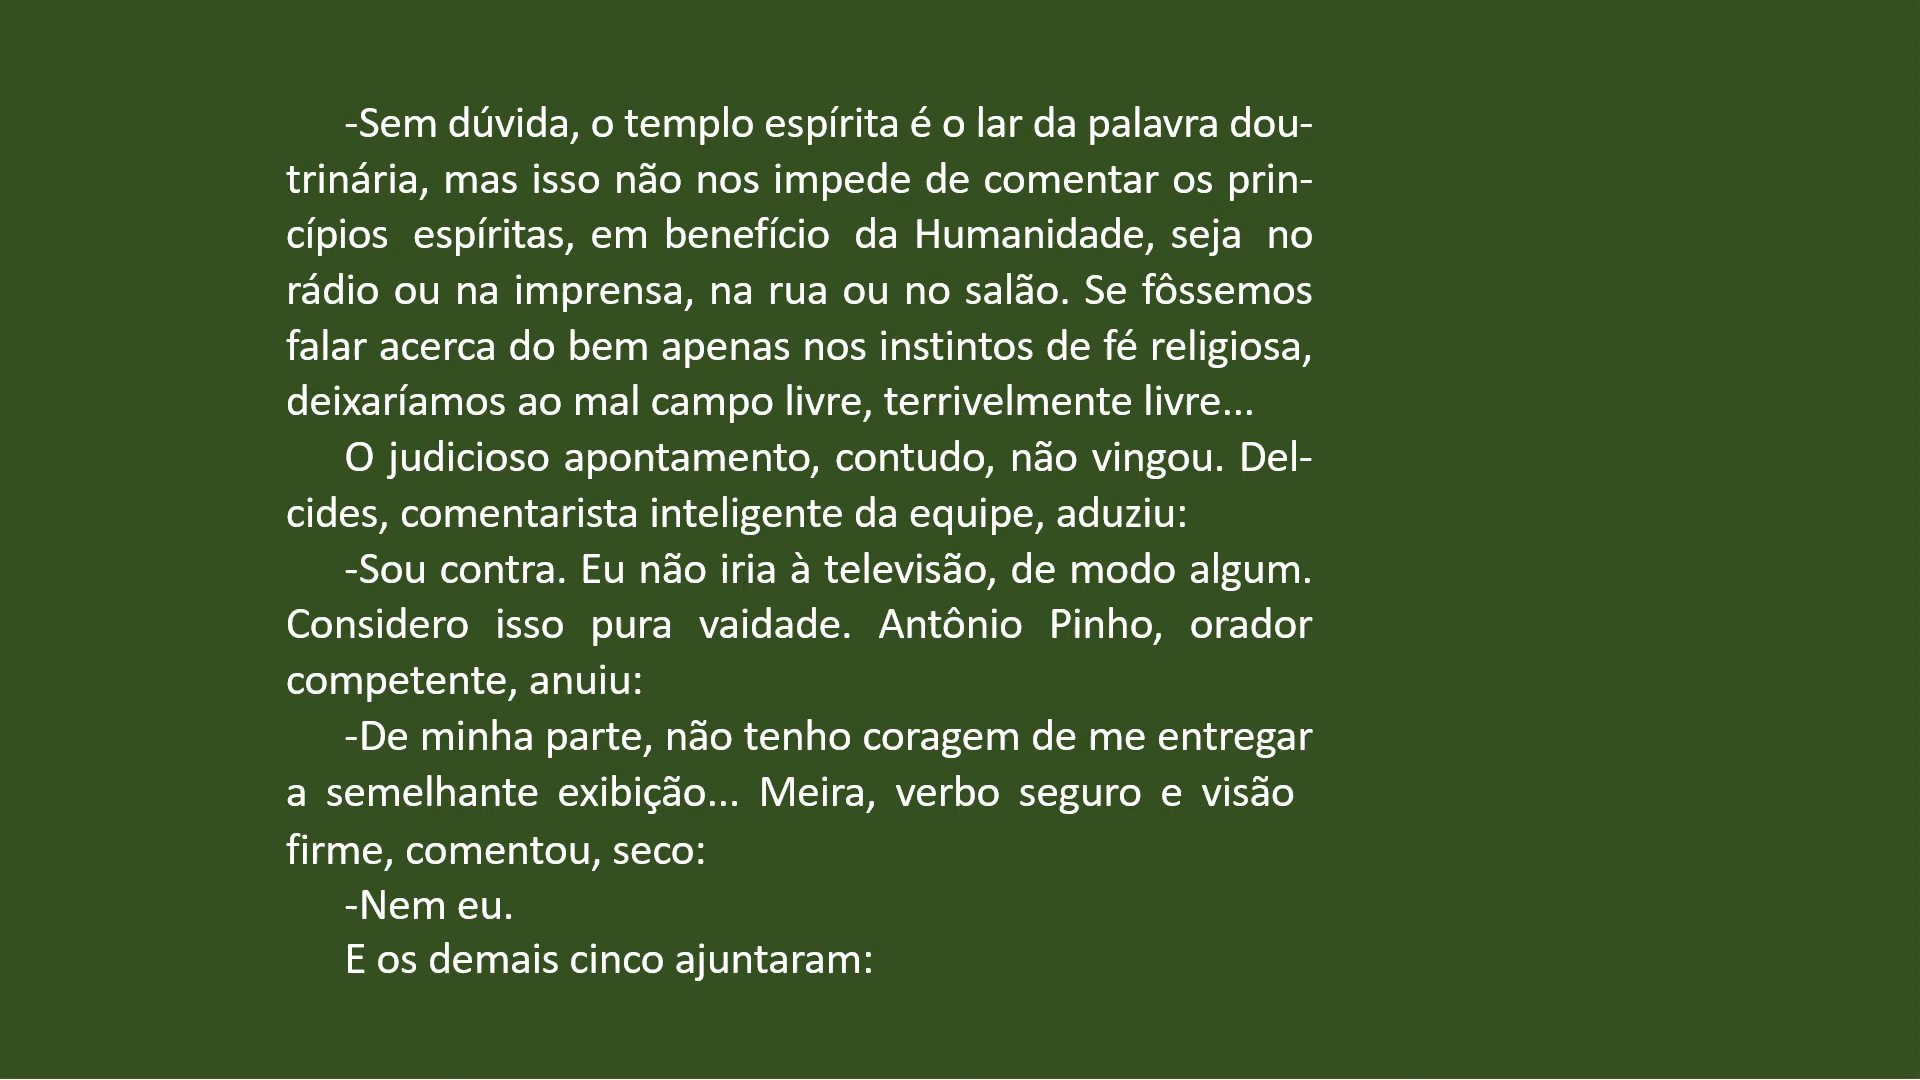 -Sem dúvida, o templo espírita é o lar da palavra dou-
trinária, mas isso não nos impede de comentar os prin-
cípios espíritas, em benefício da Humanidade, seja no
rádio ou na imprensa, na rua ou no salão. Se fôssemos
falar acerca do bem apenas nos instintos de fé religiosa,
deixaríamos ao mal campo livre, terrivelmente livre...
O judicioso apontamento, contudo, não vingou. Del-
cides, comentarista inteligente da equipe, aduziu:
-Sou contra. Eu não iria à televisão, de modo algum.
Considero isso pura vaidade. Antônio Pinho, orador
competente, anuiu:
-De minha parte, não tenho coragem de me entregar
a semelhante exibição... Meira, verbo seguro e visão
firme, comentou, seco:
-Nem eu.
E os demais cinco ajuntaram: